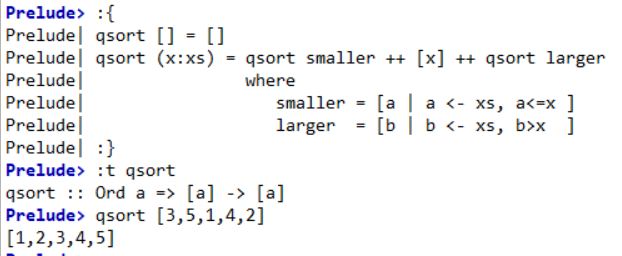 Prelude> :{
Prelude| qsort [] = []
Prelude| qsort (x:xs) = qsort smaller ++ [x] ++ qsort larger
Prelude|                where
Prelude|                   smaller = [a | a <- xs, a<=x ]
Prelude|                   larger  = [b | b <- xs, b>x  ]
Prelude| :}
Prelude> :t qsort
qsort :: Ord a => [a] -> [a]
Prelude> qsort [3,5,1,4,2]
[1,2,3,4,5]